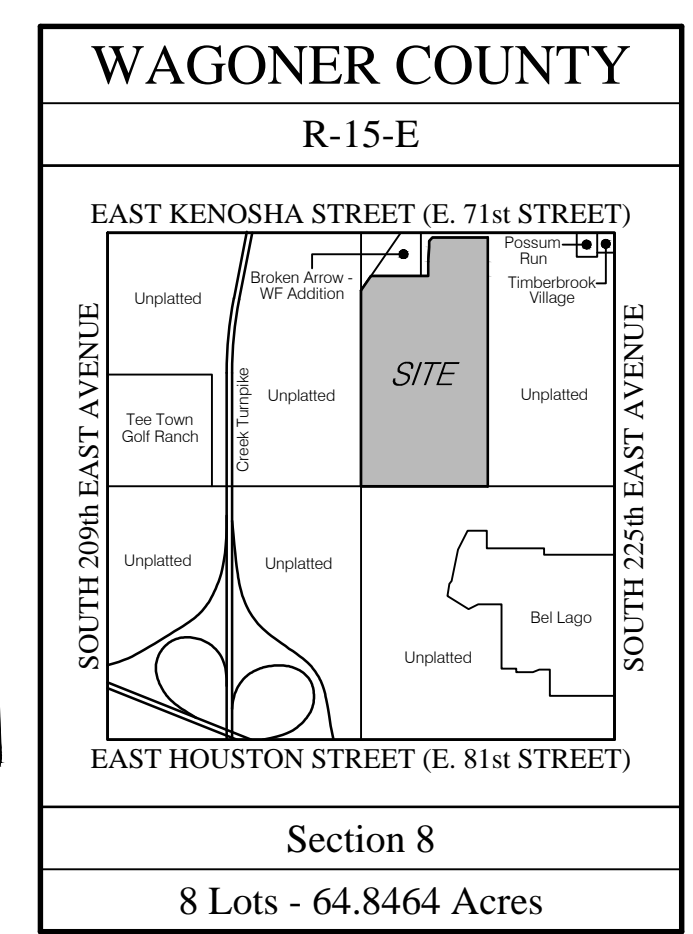 WAGONER COUNTY
R-15-E
EAST KENOSHA STREET (E. 71st STREET)
Possum
Run
Broken Arrow -
WF Addition
Timberbrook
Village
Unplatted
SOUTH 209th EAST AVENUE
Creek Turnpike
Unplatted
SITE
Unplatted
SOUTH 225th EAST AVENUE
Tee Town
Golf Ranch
Unplatted
Unplatted
Bel Lago
Unplatted
EAST HOUSTON STREET (E. 81st STREET)
Section 8
8 Lots - 64.8464 Acres